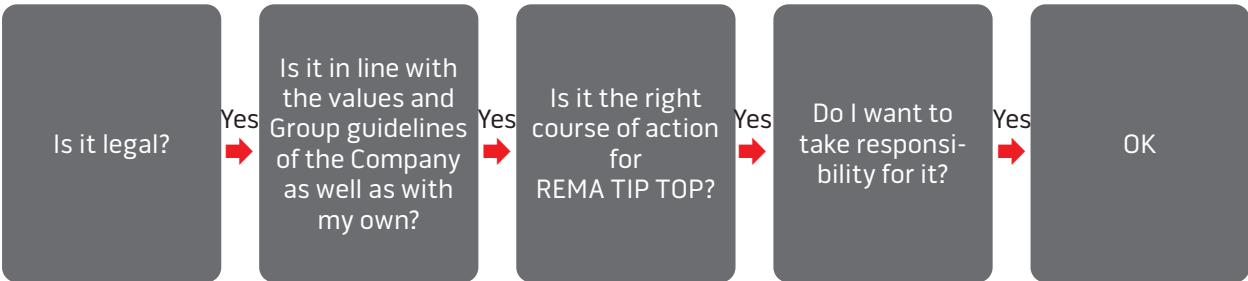 Is it legal?
Yes
Is it in line with
the values and
Group guidelines
of the Company
as well as with
my own?
Yes
Is it the right
course of action
for
REMA TIP TOP?
Yes
Do I want to
take responsi-
bility for it?
Yes
OK